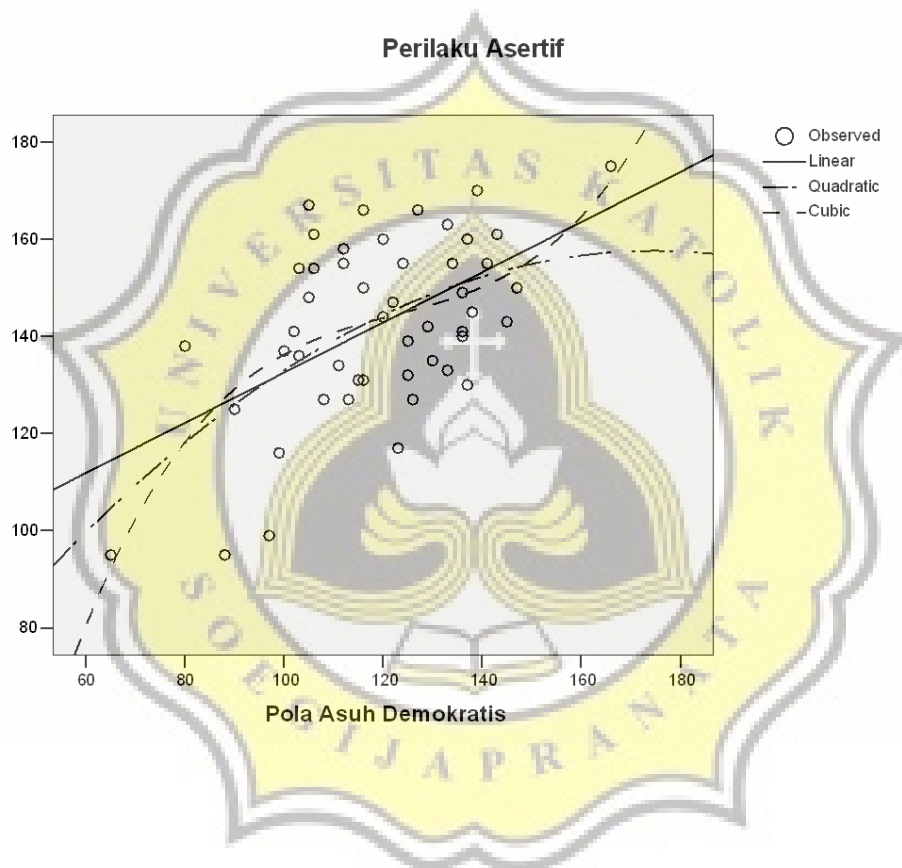 Perilaku Asertif
180
160
140
120
100
80
Observed
Linear
Quadratic
Cubic
60 80 100 120 140 160 180
Pola Asuh Demokratis
UNIVERSITAS KATOLIK
SOEGIJAPRANATA